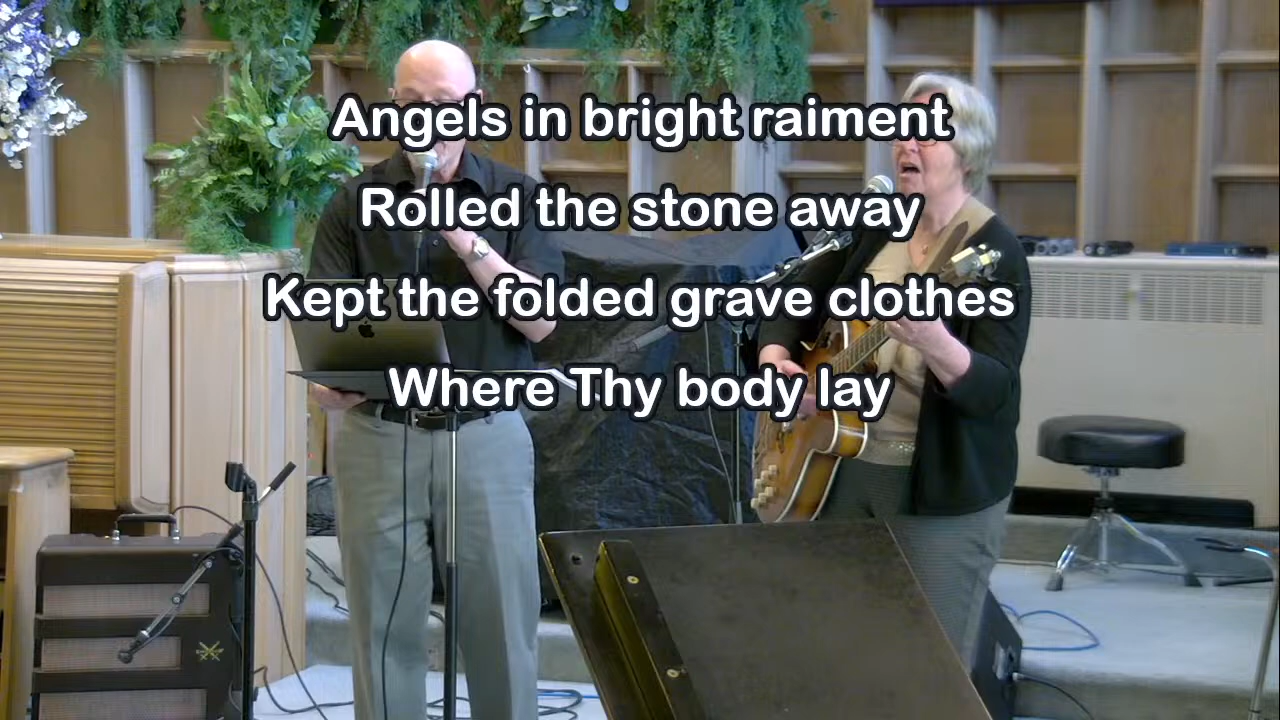 Angels in bright raiment
Rolled the stone away
Kept the folded grave clothes
Where Thy body lay